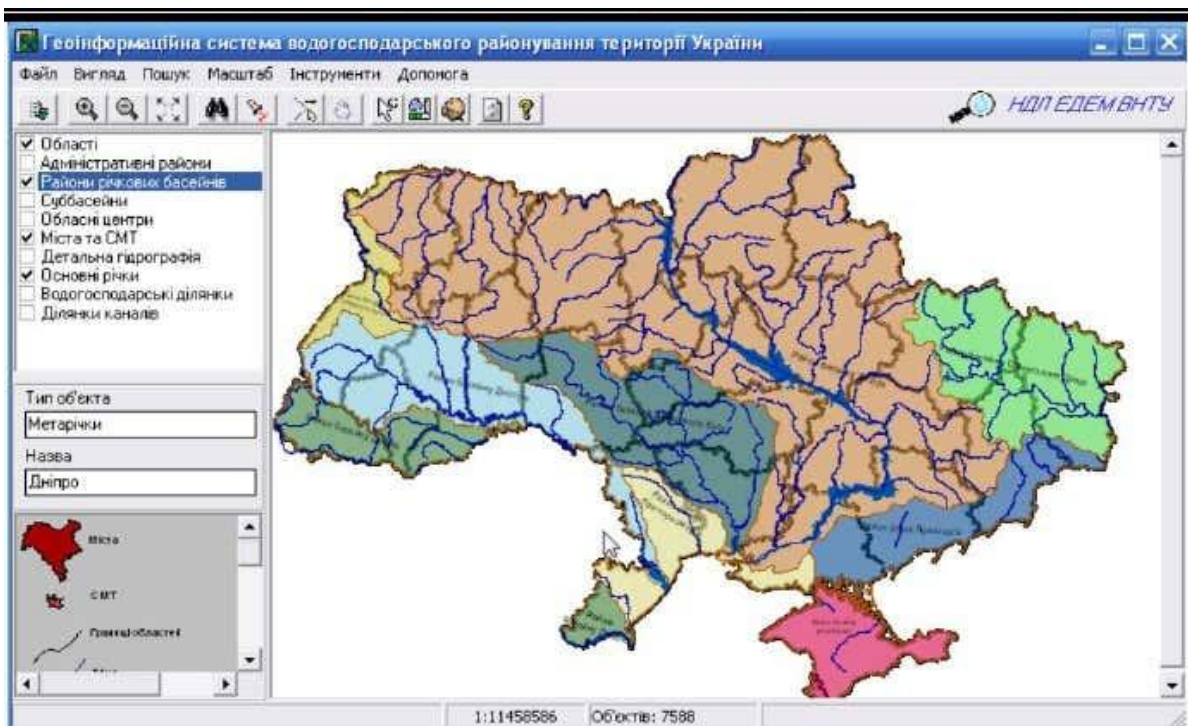 Геоінформаційна система водогосподарського районування території України
Файл Вигляд Пошук Масштаб Інструменти Допомога
НДЛ ЕДЕМ ВНТУ
Області
Адміністративні райони
Райони річкових басейнів
Суббасейни
Обласні центри
Міста та СМТ
Детальна гідрографія
Основні річки
Водогосподарські ділянки
Ділянки каналів
Тип об'єкта
Метарічки
Назва
Дніпро
Міста
СМТ
Границі областей
1:11458586 Об'єктів: 7588